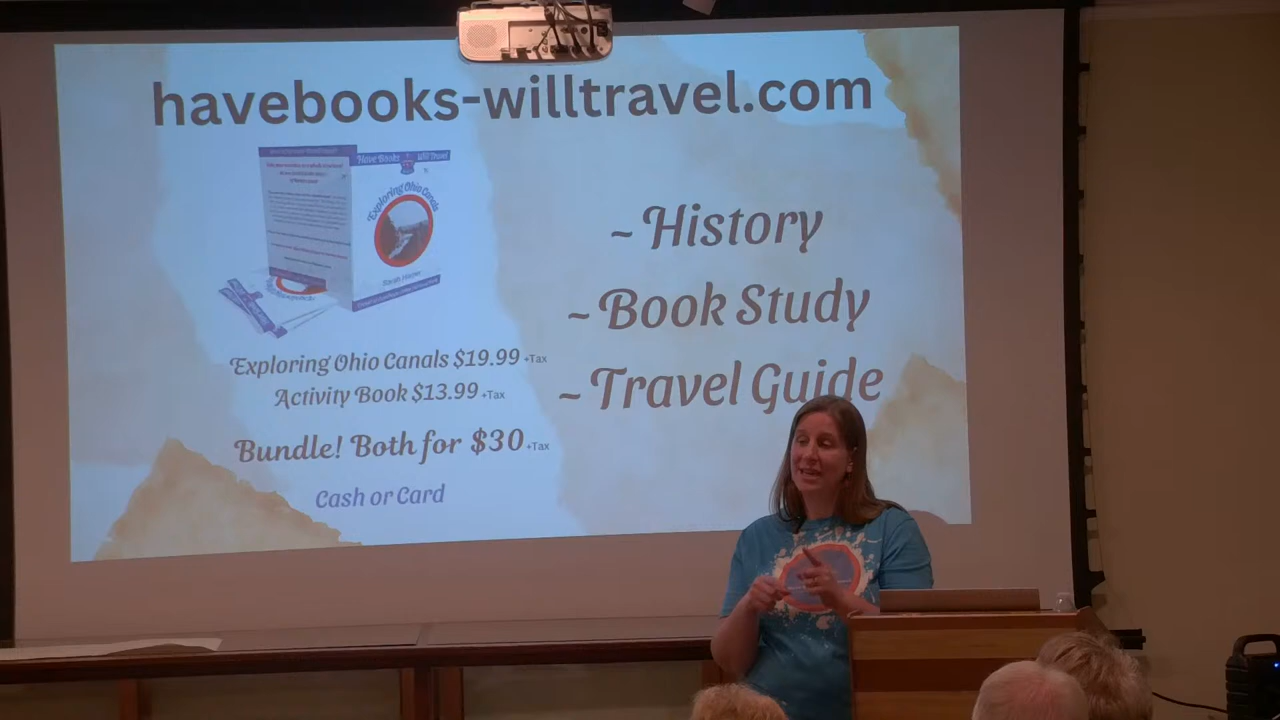 havebooks-willtravel.com
Have Books Will Travel
Exploring Ohio Canals
~History
~Book Study
~Travel Guide
Exploring Ohio Canals $19.99 +Tax
Activity Book $13.99 +Tax
Bundle! Both for $30 +Tax
Cash or Card